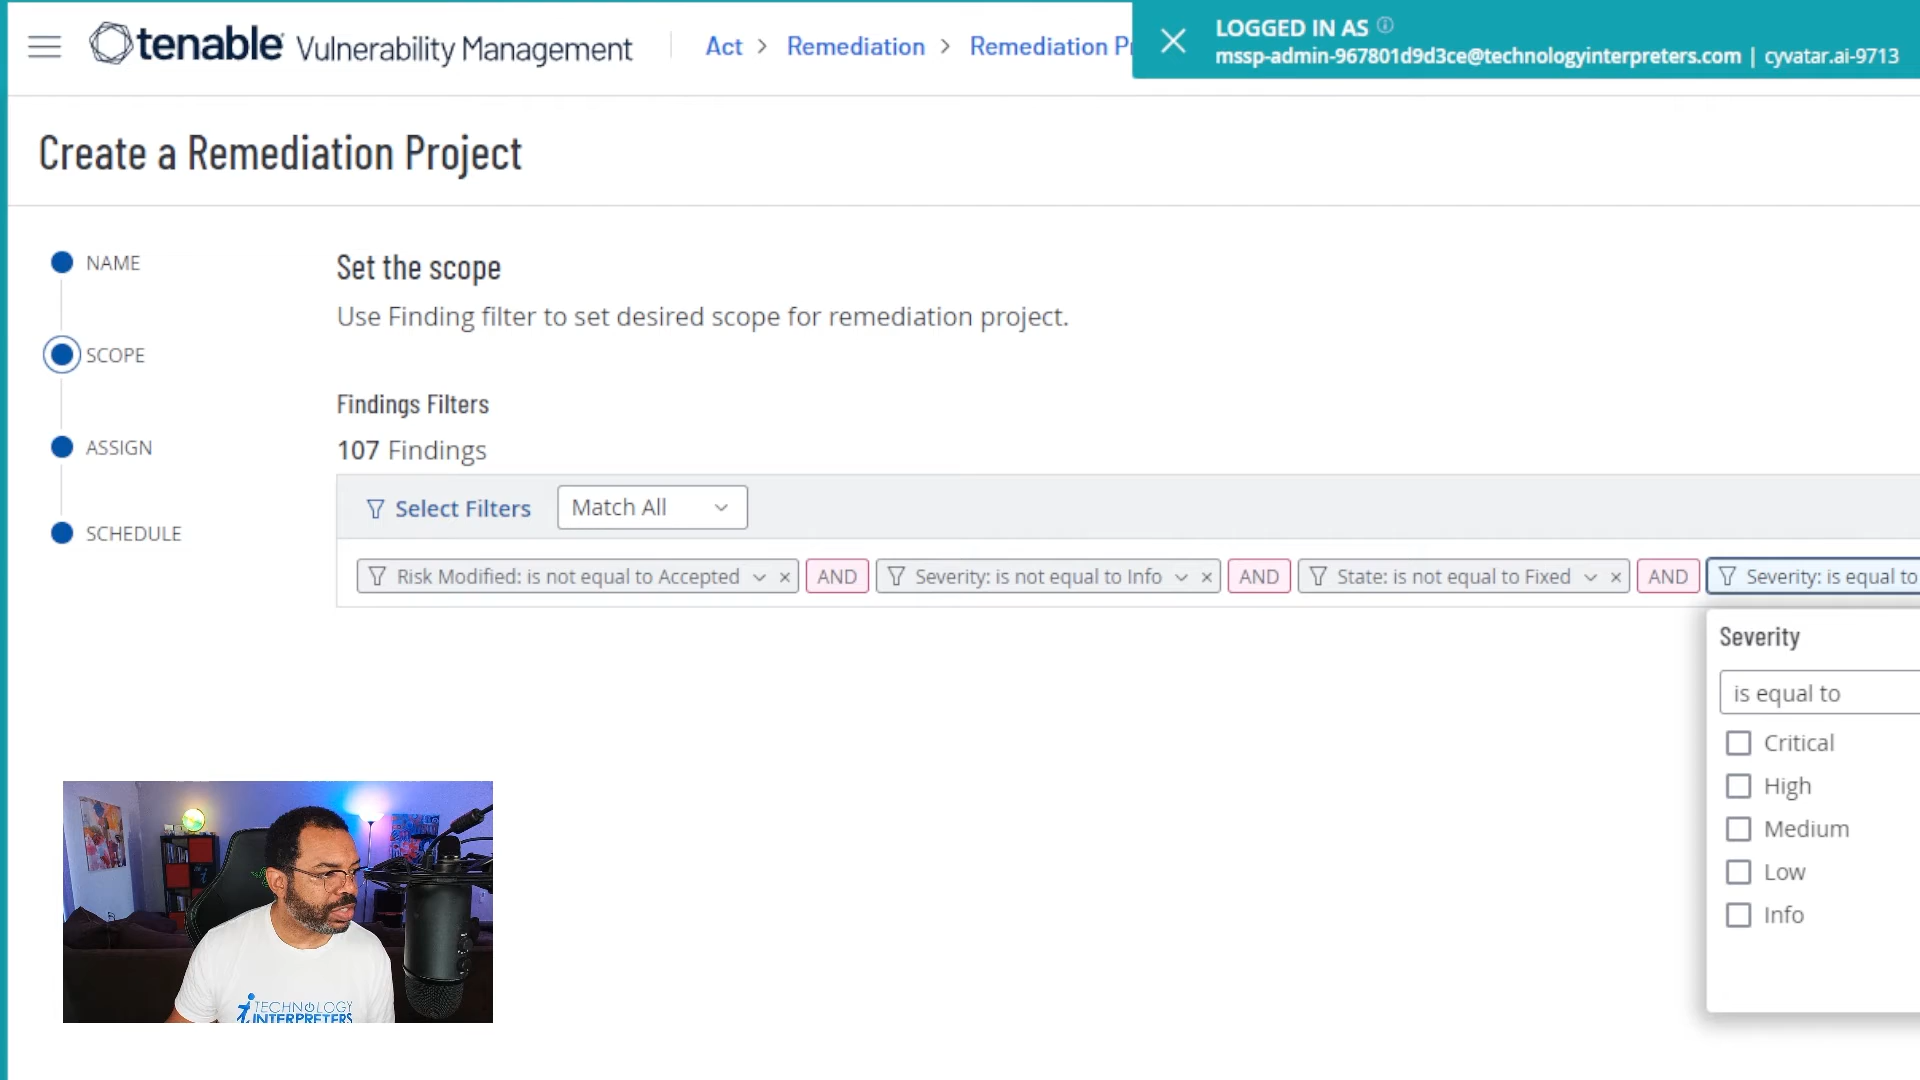 tenable Vulnerability Management
Act > Remediation > Remediation Pr
LOGGED IN AS
mssp-admin-967801d9d3ce@technologyinterpreters.com | cyvatar.ai-9713
Create a Remediation Project
NAME
SCOPE
ASSIGN
SCHEDULE
Set the scope
Use Finding filter to set desired scope for remediation project.
Findings Filters
107 Findings
Select Filters
Match All
Risk Modified: is not equal to Accepted
AND
Severity: is not equal to Info
AND
State: is not equal to Fixed
AND
Severity: is equal to
Severity
is equal to
Critical
High
Medium
Low
Info
TECHNOLOGY
INTERPRETERS